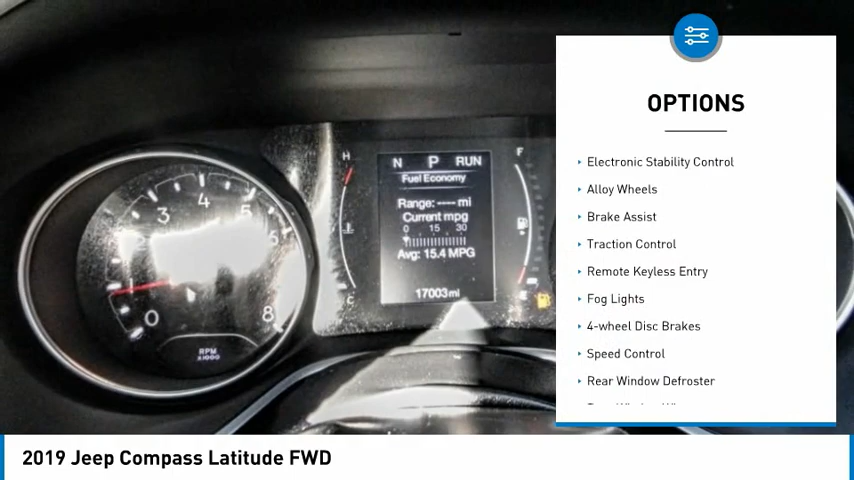 3
4
5
6
0
8
RPM
x1000
H
C
N P RUN
Fuel Economy
Range: ---- mi
Current mpg
0 15 30
Avg: 15.4 MPG
17003 mi
F
E
OPTIONS
Electronic Stability Control
Alloy Wheels
Brake Assist
Traction Control
Remote Keyless Entry
Fog Lights
4-wheel Disc Brakes
Speed Control
Rear Window Defroster
2019 Jeep Compass Latitude FWD